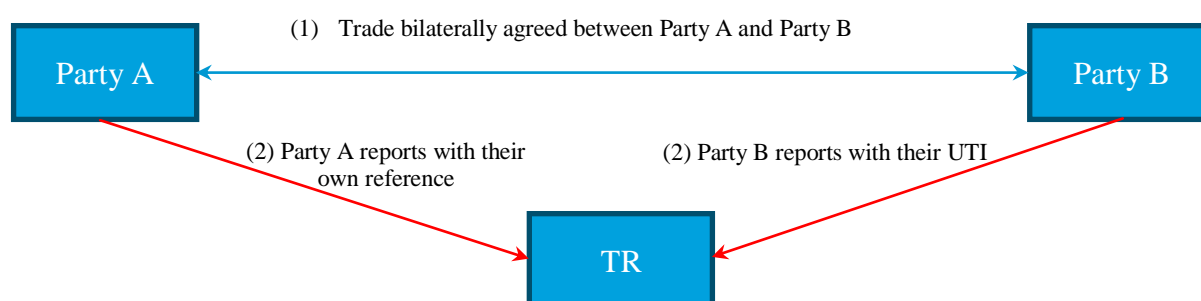 (1) Trade bilaterally agreed between Party A and Party B
Party A
Party B
(2) Party A reports with their
own reference
(2) Party B reports with their UTI
TR